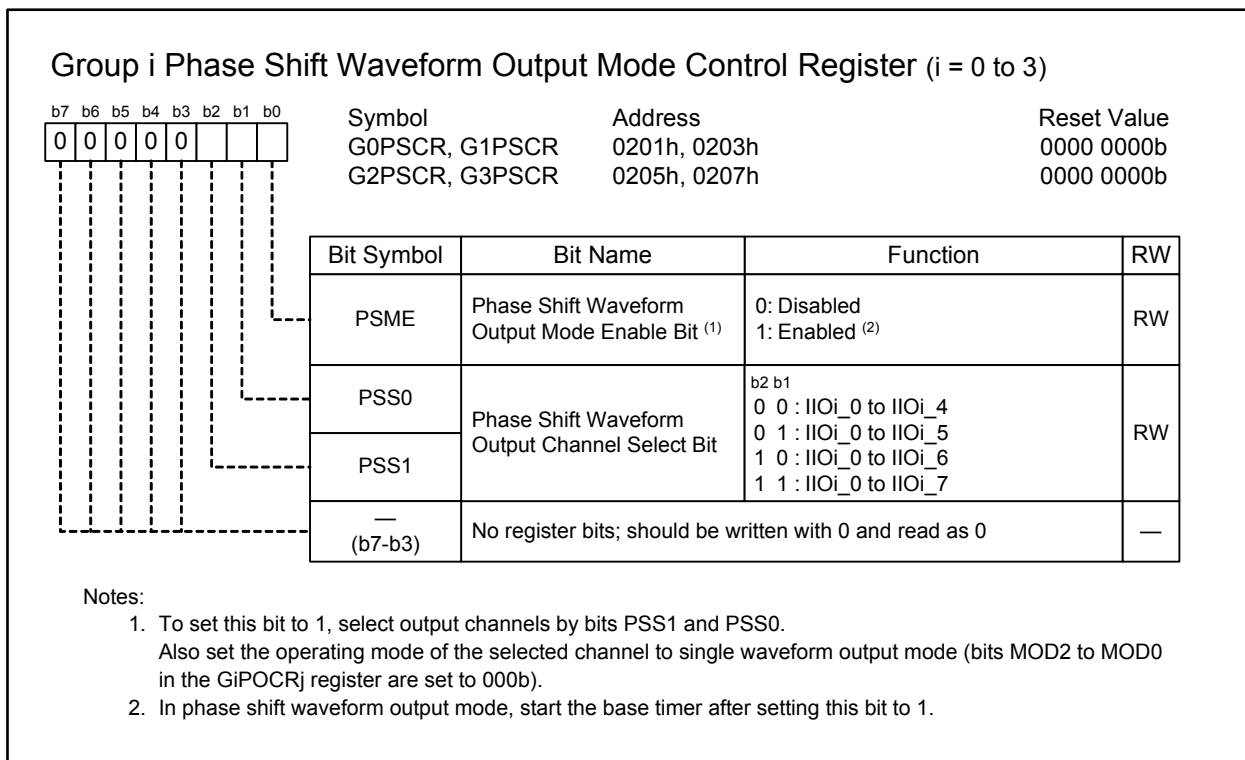 Group i Phase Shift Waveform Output Mode Control Register (i = 0 to 3)
b7 b6 b5 b4 b3 b2 b1 b0
0 0 0 0 0
Symbol Address Reset Value
G0PSCR, G1PSCR 0201h, 0203h 0000 0000b
G2PSCR, G3PSCR 0205h, 0207h 0000 0000b
Bit Symbol Bit Name Function RW
PSME Phase Shift Waveform Output Mode Enable Bit (1) 0: Disabled 1: Enabled (2) RW
PSS0
PSS1
Phase Shift Waveform
Output Channel Select Bit
b2 b1
0 0 : IIOi_0 to IIOi_4
0 1 : IIOi_0 to IIOi_5
1 0 : IIOi_0 to IIOi_6
1 1 : IIOi_0 to IIOi_7
RW
—
(b7-b3)
No register bits; should be written with 0 and read as 0 —
Notes:
1. To set this bit to 1, select output channels by bits PSS1 and PSS0.
Also set the operating mode of the selected channel to single waveform output mode (bits MOD2 to MOD0
in the GiPOCRj register are set to 000b).
2. In phase shift waveform output mode, start the base timer after setting this bit to 1.